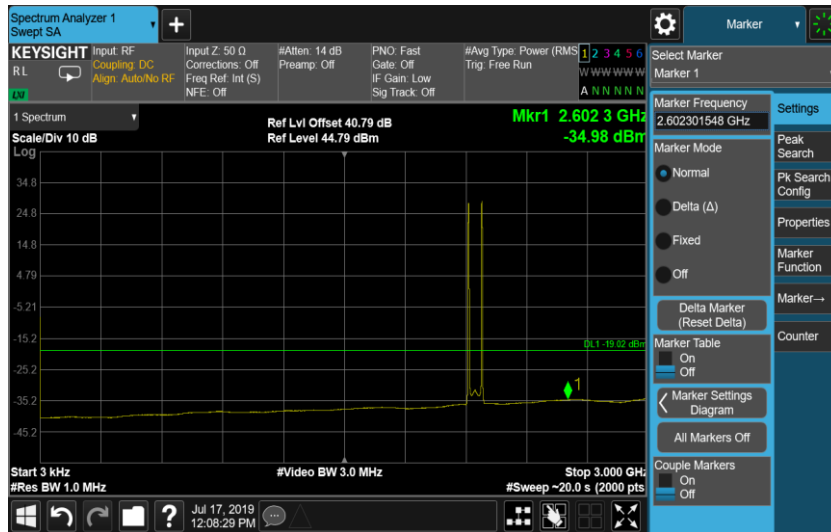 Spectrum Analyzer 1
Swept SA
Marker
KEYSIGHT
R L
LXI
Input: RF
Coupling: DC
Align: Auto/No RF
Input Z: 50 Ω
Corrections: Off
Freq Ref: Int (S)
NFE: Off
#Atten: 14 dB
Preamp: Off
PNO: Fast
Gate: Off
IF Gain: Low
Sig Track: Off
#Avg Type: Power (RMS
Trig: Free Run
1 2 3 4 5 6
W W W W W W
A N N N N N
Select Marker
Marker 1
1 Spectrum
Scale/Div 10 dB
Log
Ref Lvl Offset 40.79 dB
Ref Level 44.79 dBm
Mkr1 2.602 3 GHz
-34.98 dBm
34.8
24.8
14.8
4.79
-5.21
-15.2
-25.2
-35.2
-45.2
DL1 -19.02 dBm
1
Start 3 kHz
#Res BW 1.0 MHz
#Video BW 3.0 MHz
Stop 3.000 GHz
#Sweep ~20.0 s (2000 pts
Marker Frequency
2.602301548 GHz
Marker Mode
Normal
Delta (Δ)
Fixed
Off
Delta Marker
(Reset Delta)
Marker Table
On
Off
Marker Settings
Diagram
All Markers Off
Couple Markers
On
Off
Settings
Peak
Search
Pk Search
Config
Properties
Marker
Function
Marker→
Counter
?
Jul 17, 2019
12:08:29 PM